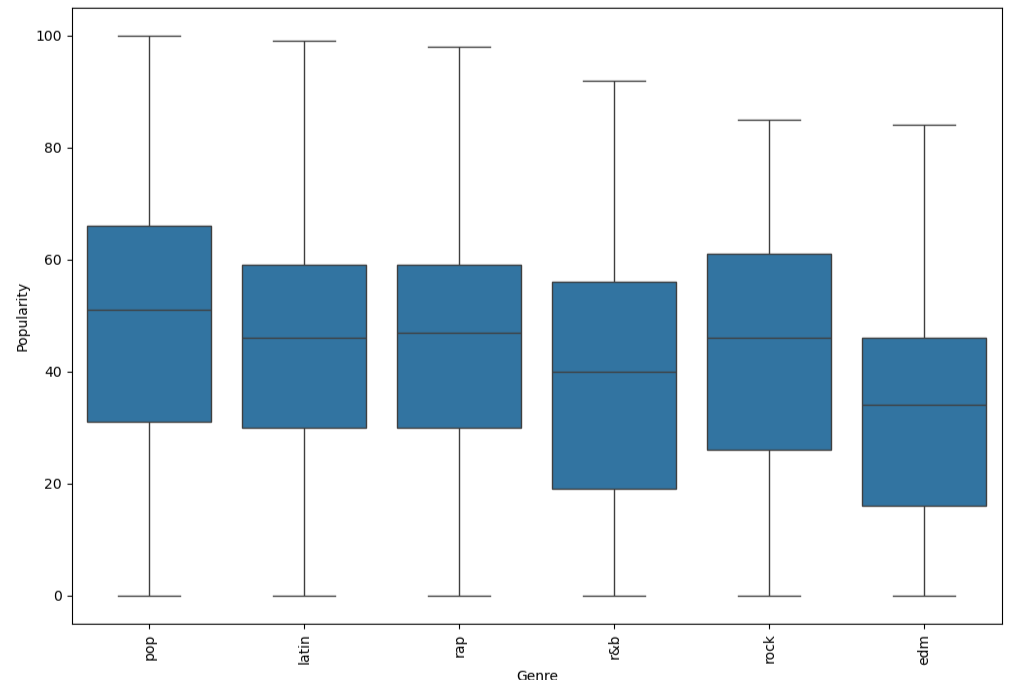 Popularity
100
80
60
40
20
0
pop
latin
rap
r&b
rock
edm
Genre